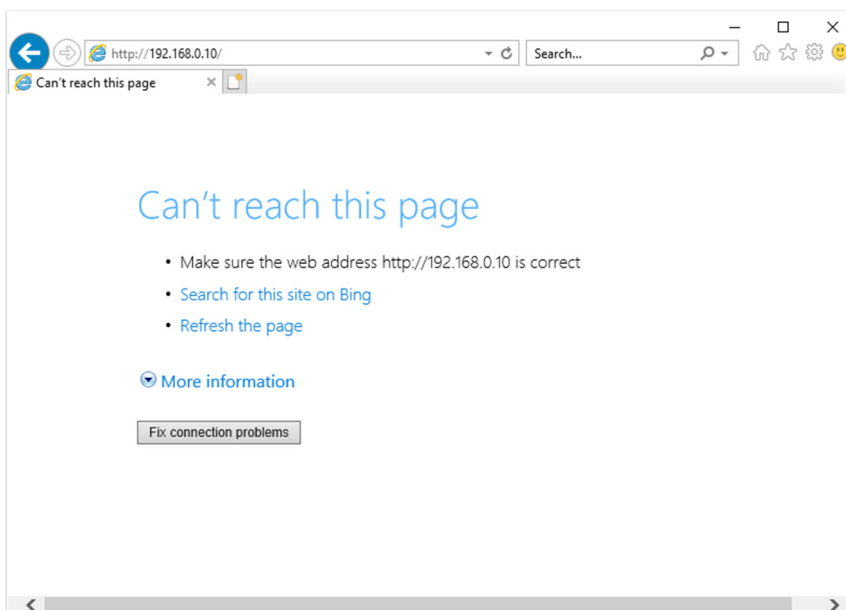 http://192.168.0.10/
Search...
Can't reach this page
Can't reach this page
• Make sure the web address http://192.168.0.10 is correct
• Search for this site on Bing
• Refresh the page
More information
Fix connection problems